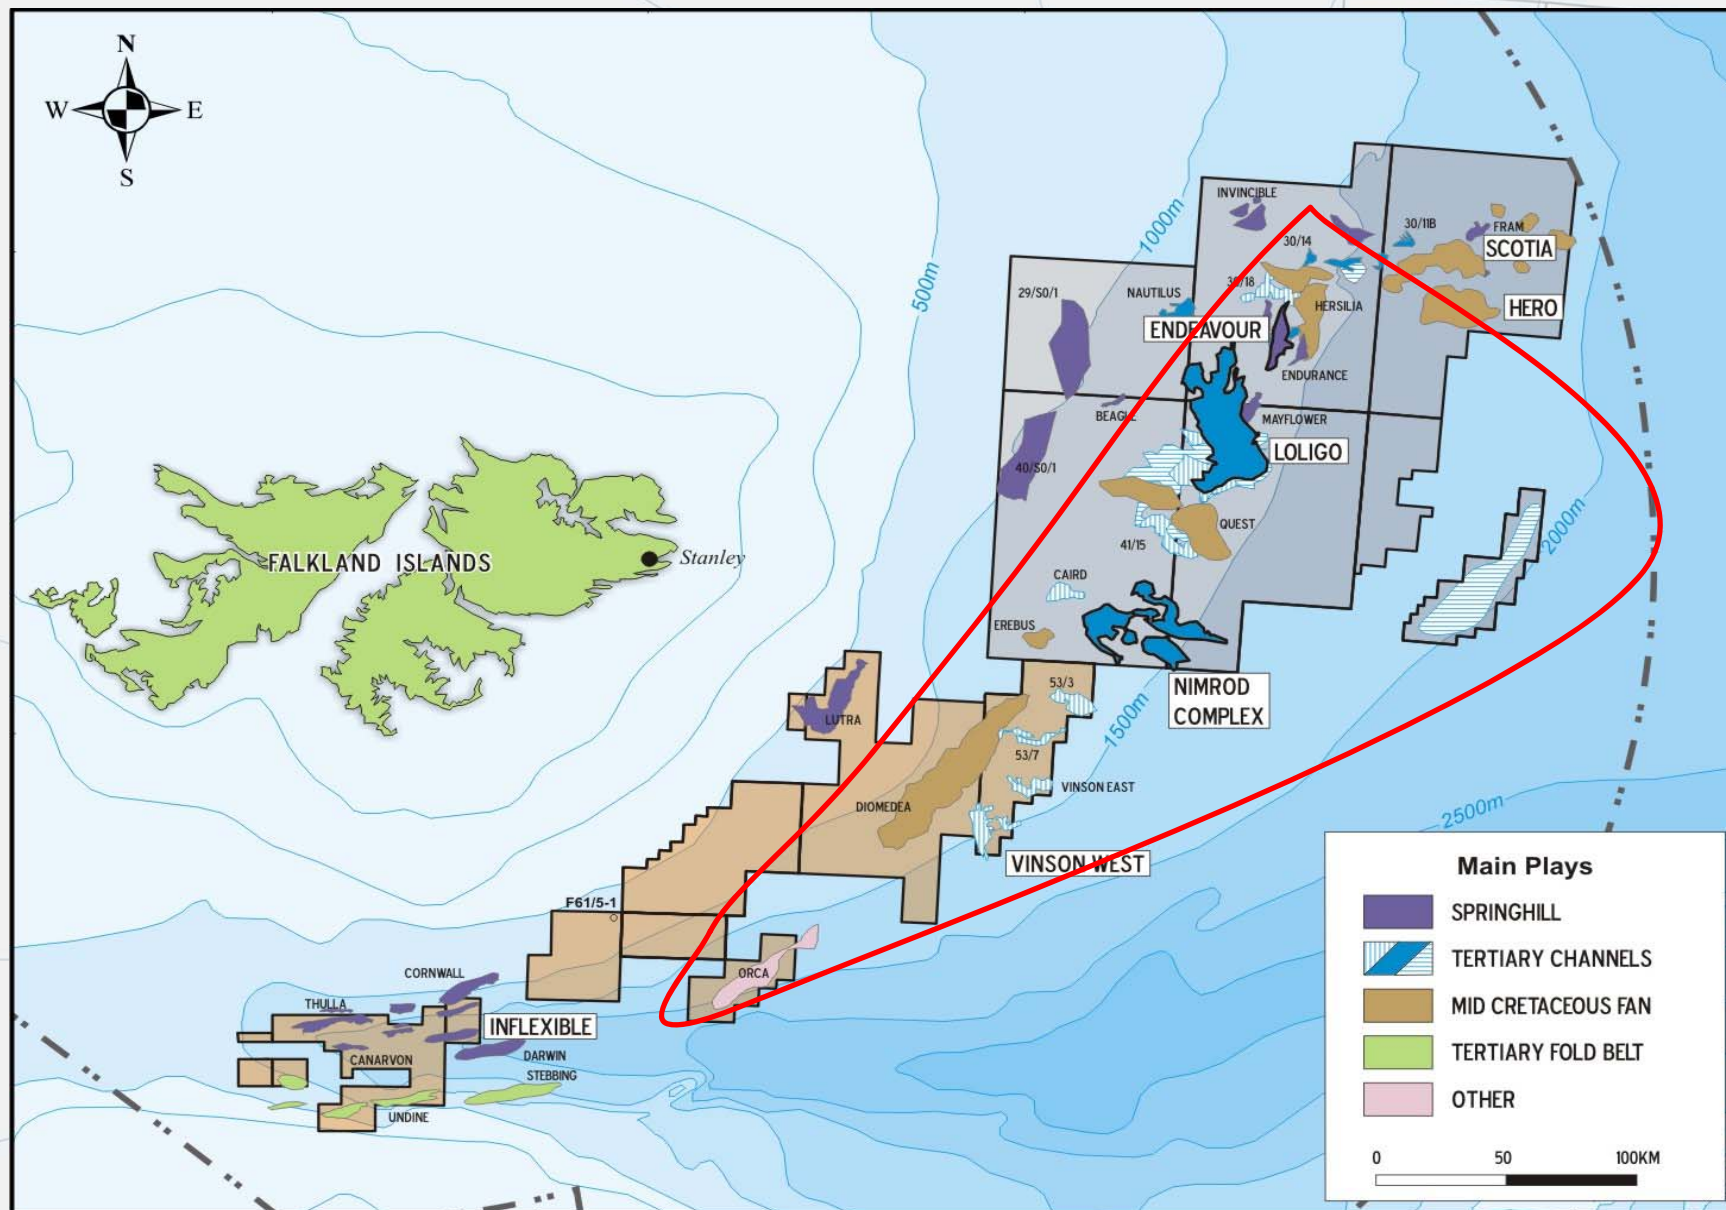 N
W
E
S
500m
1000m
INVINCIBLE
30/14
30/11B
FRAM
SCOTIA
29/S0/1
NAUTILUS
HERSILIA
HERO
ENDEAVOUR
ENDURANCE
BEAGLE
MAYFLOWER
LOLIGO
40/S0/1
QUEST
41/15
2000m
FALKLAND ISLANDS
Stanley
CAIRD
EREBUS
53/3
NIMROD
COMPLEX
1500m
LUTRA
53/7
VINSON EAST
DIOMEDEA
2500m
VINSON WEST
F61/5-1
ORCA
CORNWALL
THULLA
INFLEXIBLE
CANARVON
DARWIN
STEBBING
UNDINE
Main Plays
SPRINGHILL
TERTIARY CHANNELS
MID CRETACEOUS FAN
TERTIARY FOLD BELT
OTHER
0 50 100KM